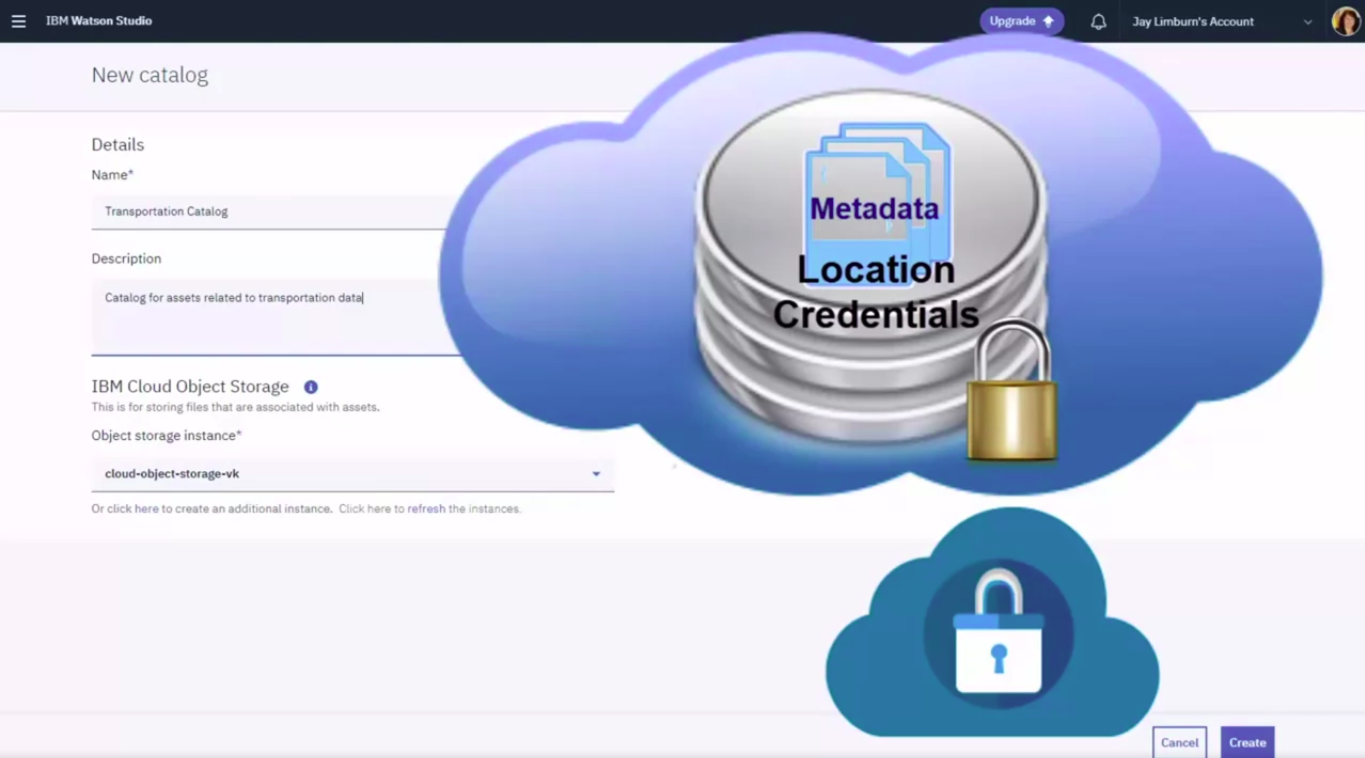 IBM Watson Studio
Upgrade
Jay Limburn's Account
New catalog
Details
Name*
Transportation Catalog
Description
Catalog for assets related to transportation data
IBM Cloud Object Storage
This is for storing files that are associated with assets.
Object storage instance*
cloud-object-storage-vk
Or click here to create an additional instance. Click here to refresh the instances.
Metadata
Location
Credentials
Cancel
Create